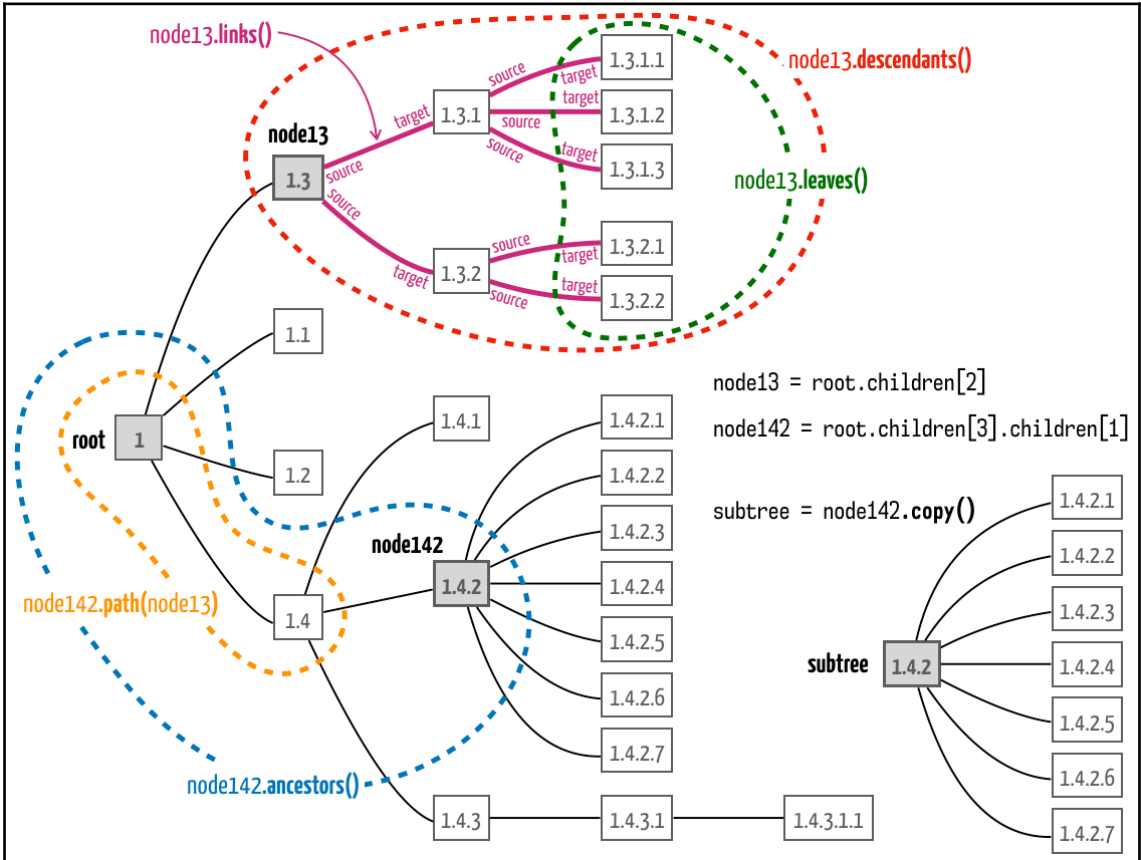 node13.links()
node13.descendants()
node13.leaves()
node13
1.3
source
target
source
target
1.3.1
source
target
source
target
source
target
1.3.1.1
1.3.1.2
1.3.1.3
1.3.2
source
target
source
target
1.3.2.1
1.3.2.2
root
1
1.1
1.2
1.4
1.4.1
node142
1.4.2
1.4.2.1
1.4.2.2
1.4.2.3
1.4.2.4
1.4.2.5
1.4.2.6
1.4.2.7
node142.path(node13)
node142.ancestors()
1.4.3
1.4.3.1
1.4.3.1.1
node13 = root.children[2]
node142 = root.children[3].children[1]
subtree = node142.copy()
subtree
1.4.2
1.4.2.1
1.4.2.2
1.4.2.3
1.4.2.4
1.4.2.5
1.4.2.6
1.4.2.7